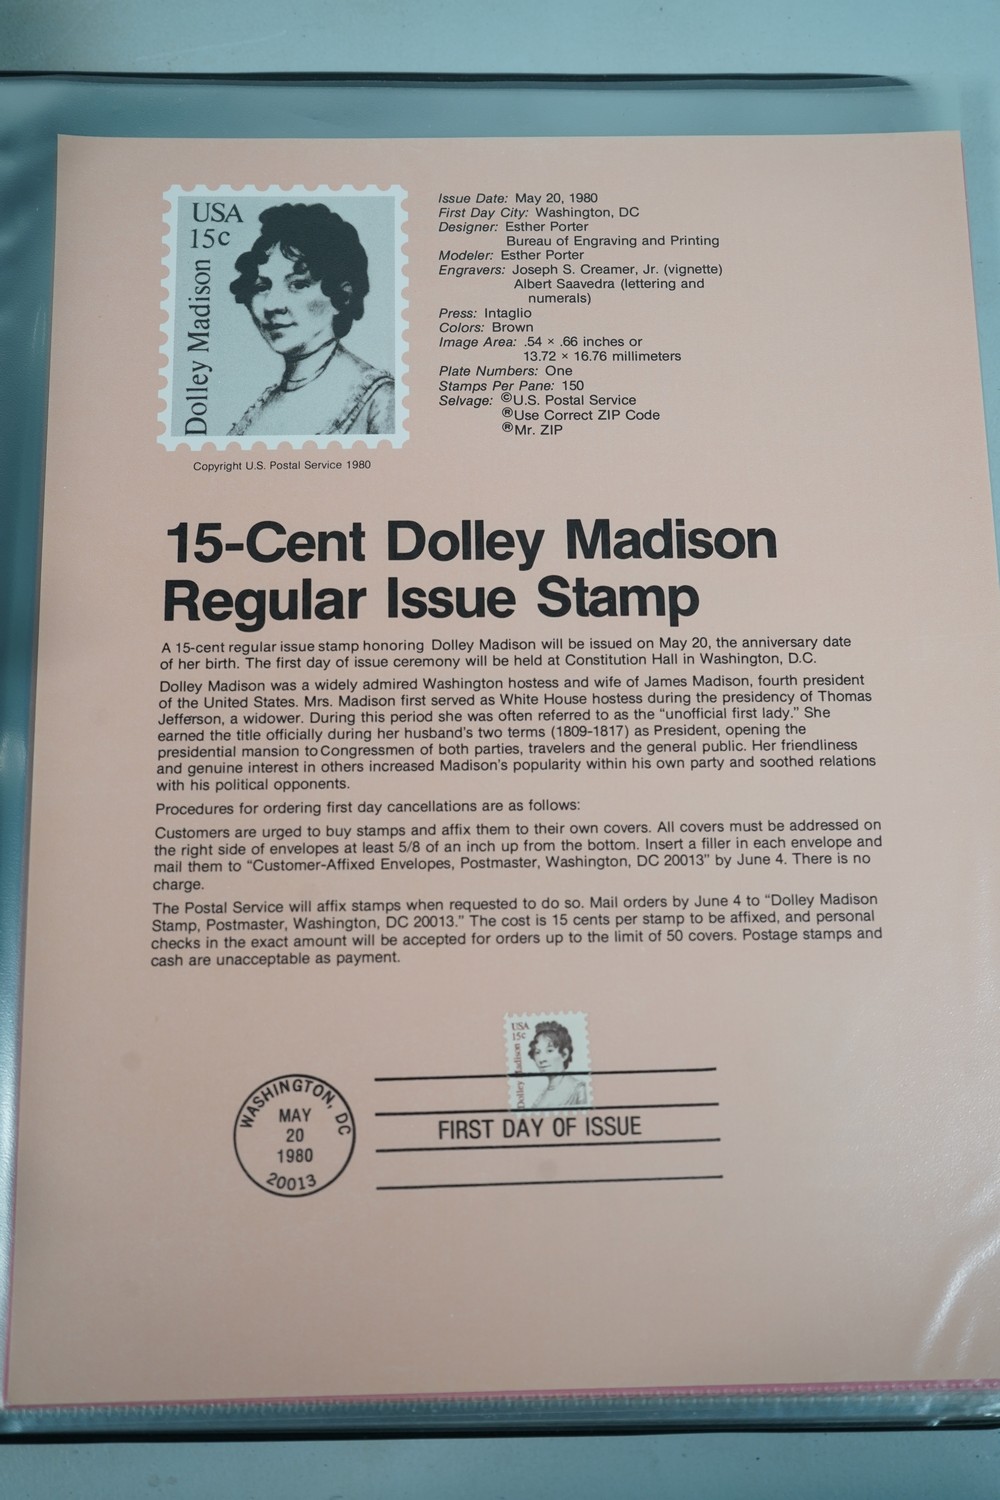 USA
15c
Dolley Madison
Copyright U.S. Postal Service 1980
Issue Date: May 20, 1980
First Day City: Washington, DC
Designer: Esther Porter
Bureau of Engraving and Printing
Modeler: Esther Porter
Engravers: Joseph S. Creamer, Jr. (vignette)
Albert Saavedra (lettering and
numerals)
Press: Intaglio
Colors: Brown
Image Area: .54 × .66 inches or
13.72 × 16.76 millimeters
Plate Numbers: One
Stamps Per Pane: 150
Selvage: ©U.S. Postal Service
®Use Correct ZIP Code
®Mr. ZIP
15-Cent Dolley Madison
Regular Issue Stamp
A 15-cent regular issue stamp honoring Dolley Madison will be issued on May 20, the anniversary date
of her birth. The first day of issue ceremony will be held at Constitution Hall in Washington, D.C.
Dolley Madison was a widely admired Washington hostess and wife of James Madison, fourth president
of the United States. Mrs. Madison first served as White House hostess during the presidency of Thomas
Jefferson, a widower. During this period she was often referred to as the “unofficial first lady.” She
earned the title officially during her husband's two terms (1809-1817) as President, opening the
presidential mansion to Congressmen of both parties, travelers and the general public. Her friendliness
and genuine interest in others increased Madison's popularity within his own party and soothed relations
with his political opponents.
Procedures for ordering first day cancellations are as follows:
Customers are urged to buy stamps and affix them to their own covers. All covers must be addressed on
the right side of envelopes at least 5/8 of an inch up from the bottom. Insert a filler in each envelope and
mail them to “Customer-Affixed Envelopes, Postmaster, Washington, DC 20013” by June 4. There is no
charge.
The Postal Service will affix stamps when requested to do so. Mail orders by June 4 to “Dolley Madison
Stamp, Postmaster, Washington, DC 20013.” The cost is 15 cents per stamp to be affixed, and personal
checks in the exact amount will be accepted for orders up to the limit of 50 covers. Postage stamps and
cash are unacceptable as payment.
USA
15c
Dolley Madison
WASHINGTON, DC
MAY
20
1980
20013
FIRST DAY OF ISSUE